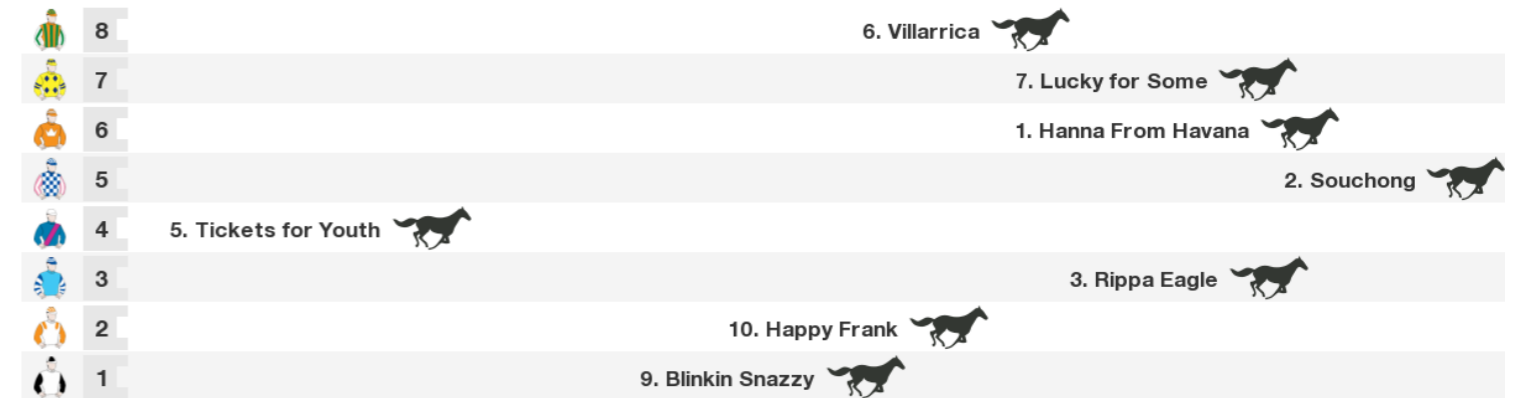 8 6. Villarrica
7 7. Lucky for Some
6 1. Hanna From Havana
5 2. Souchong
4 5. Tickets for Youth
3 3. Rippa Eagle
2 10. Happy Frank
1 9. Blinkin Snazzy